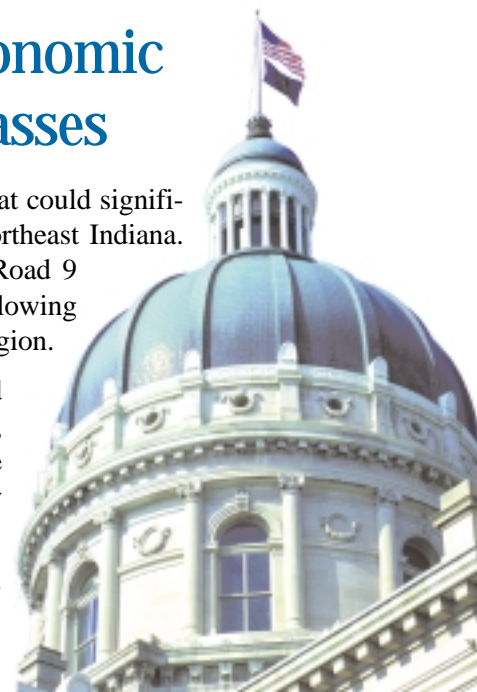 onomic
asses
at could signifi-
ortheast Indiana.
Road 9
lowing
gion.